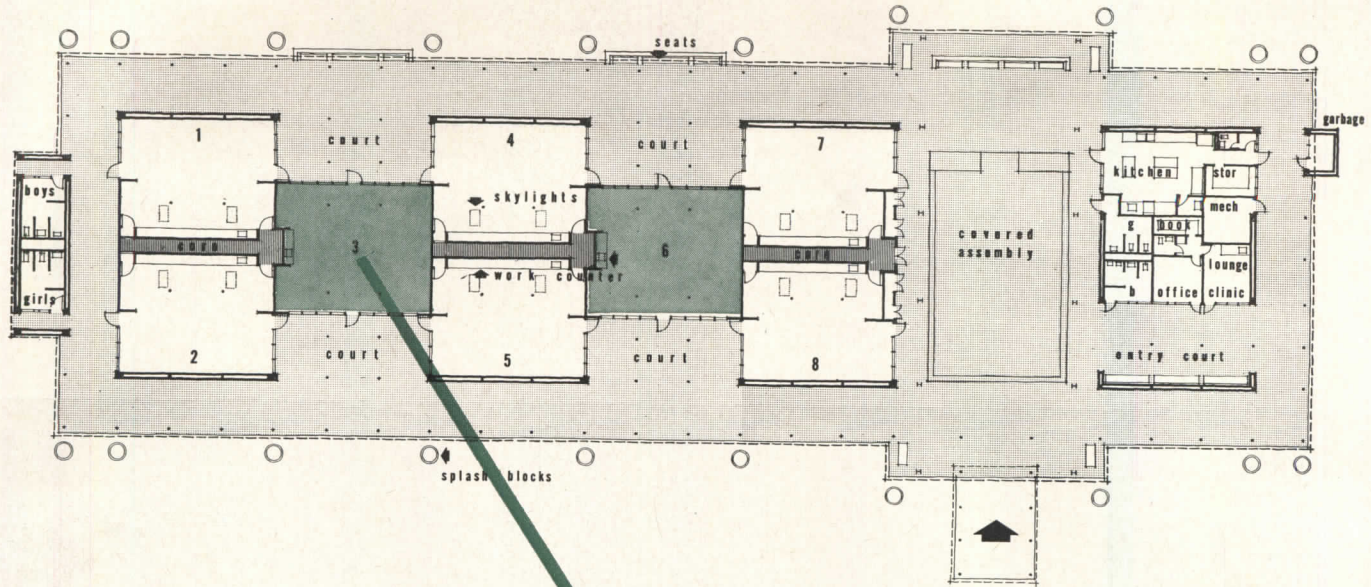 seats
garbage
1
4
7
court
court
boys
skylights
kitchen
stor
mech
core
3
6
core
covered
assembly
g
book
work counter
lounge
girls
b
office
clinic
2
court
5
court
8
entry court
splash blocks